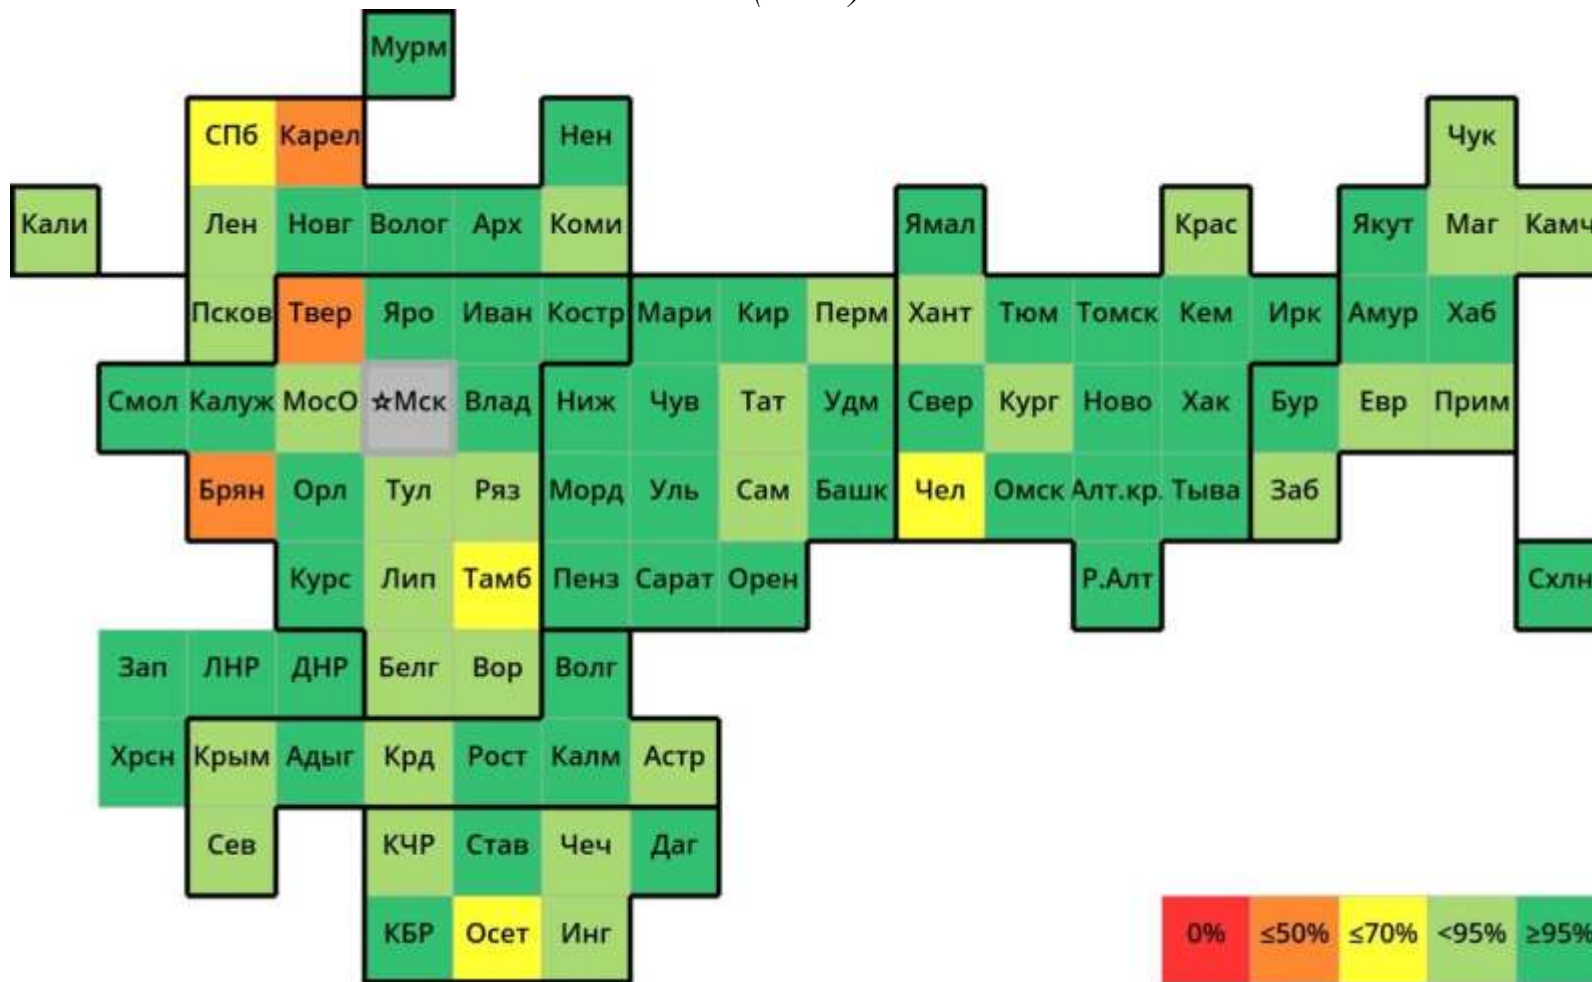 Мурм
СПб Карел Нен Чук
Кали Лен Новг Волог Арх Коми Ямал Крас Якут Маг Камч
Псков Твер Яро Иван Костр Мари Кир Перм Хант Тюм Томск Кем Ирк Амур Хаб
Смол Калуж МосО ☆Мск Влад Ниж Чув Тат Удм Свер Кург Ново Хак Бур Евр Прим
Брян Орл Тул Ряз Морд Уль Сам Башк Чел Омск Алт.кр. Тыва Заб
Курс Лип Тамб Пенз Сарат Орен Р.Алт Схлн
Зап ЛНР ДНР Белг Вор Волг
Хрсн Крым Адыг Крд Рост Калм Астр
Сев КЧР Став Чеч Даг
КБР Осет Инг 0% ≤50% ≤70% <95% ≥95%